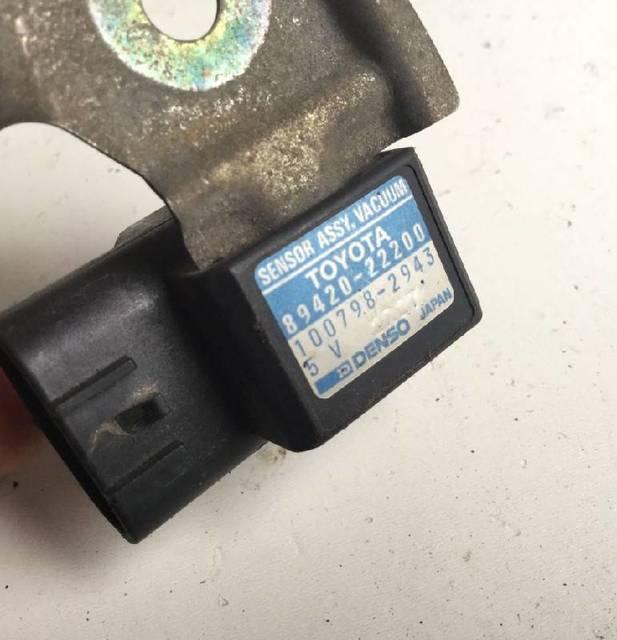 SENSOR ASSY, VACUUM
TOYOTA
89420-22200
100798-2943
5 V
DENSO JAPAN